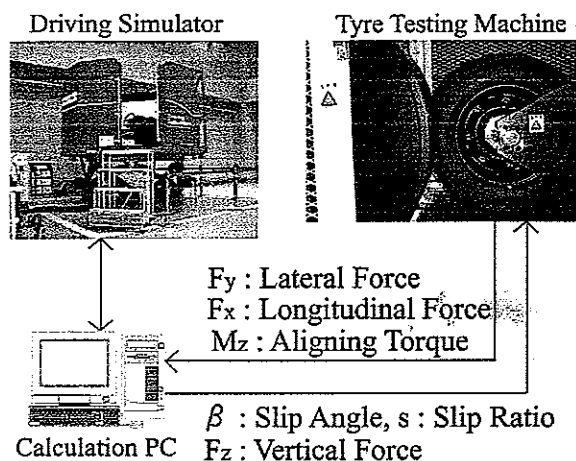 Driving Simulator
Tyre Testing Machine
Fy : Lateral Force
Fx : Longitudinal Force
Mz : Aligning Torque
β : Slip Angle, s : Slip Ratio
Fz : Vertical Force
Calculation PC